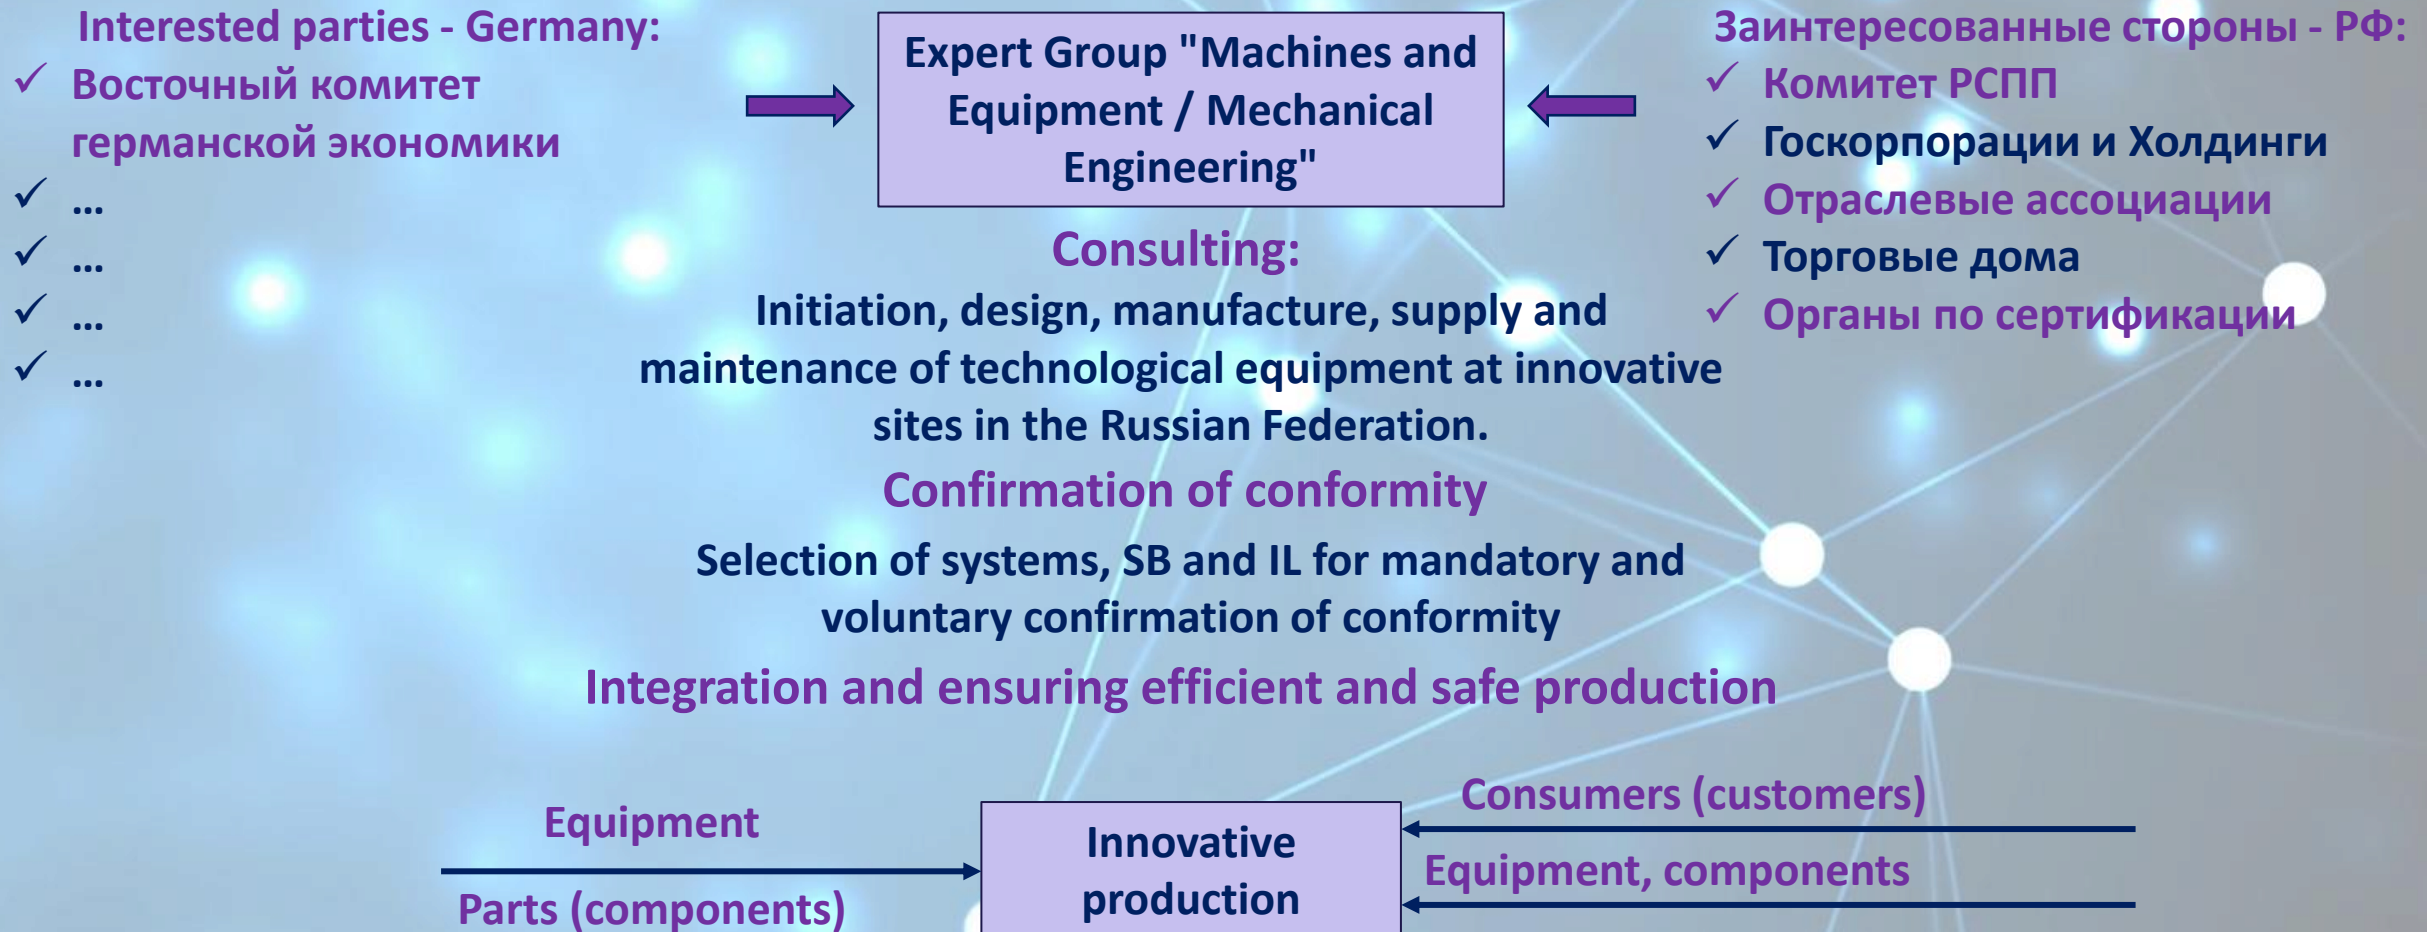 Interested parties - Germany:
✓ Восточный комитет
германской экономики
✓ ...
✓ ...
✓ ...
✓ ...
Expert Group "Machines and
Equipment / Mechanical
Engineering"
Заинтересованные стороны - РФ:
✓ Комитет РСПП
✓ Госкорпорации и Холдинги
✓ Отраслевые ассоциации
✓ Торговые дома
✓ Органы по сертификации
Consulting:
Initiation, design, manufacture, supply and
maintenance of technological equipment at innovative
sites in the Russian Federation.
Confirmation of conformity
Selection of systems, SB and IL for mandatory and
voluntary confirmation of conformity
Integration and ensuring efficient and safe production
Equipment
Parts (components)
Innovative
production
Consumers (customers)
Equipment, components